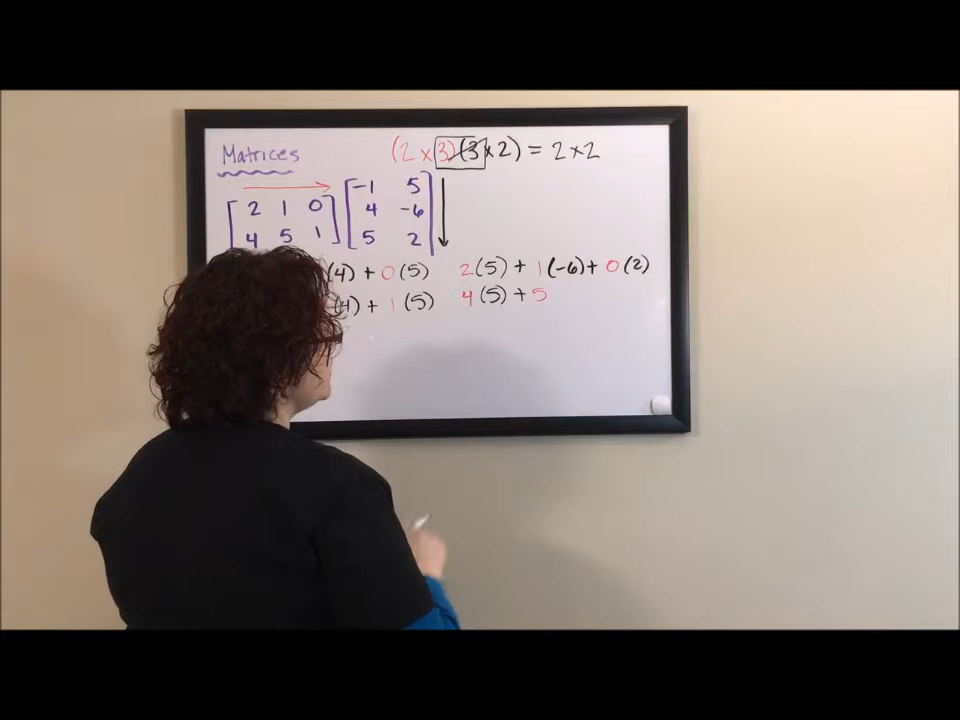 Matrices
(2 x 3)(3 x 2) = 2 x 2
[2 1 0] [-1 5]
[4 5 1] [4 -6]
[5 2]
(4) + 0(5) 2(5) + 1(-6) + 0(2)
(4) + 1(5) 4(5) + 5